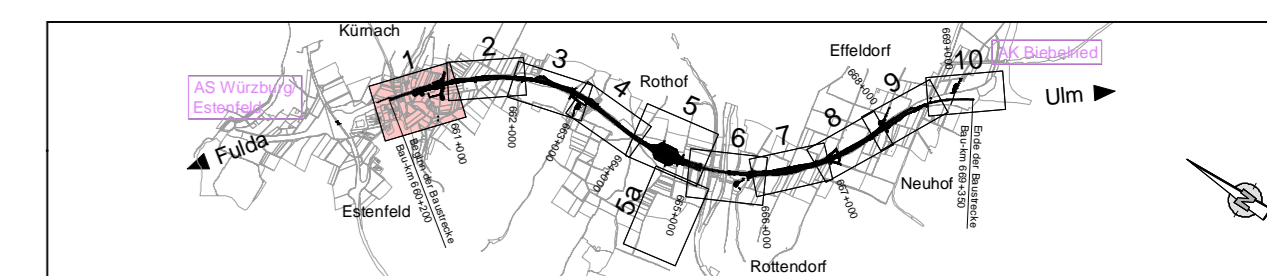 Kürnach
AS Würzburg/
Estenfeld
Fulda
Estenfeld
1
2
3
4
5
5a
6
7
8
9
10
Rothof
Effeldorf
AK Biebelried
Ulm
Neuhof
Rottendorf
Beginn der Baustrecke
Bau-km 660+200
661+000
662+000
663+000
664+000
665+000
666+000
667+000
668+000
669+000
Ende der Baustrecke
Bau-km 669+350
N